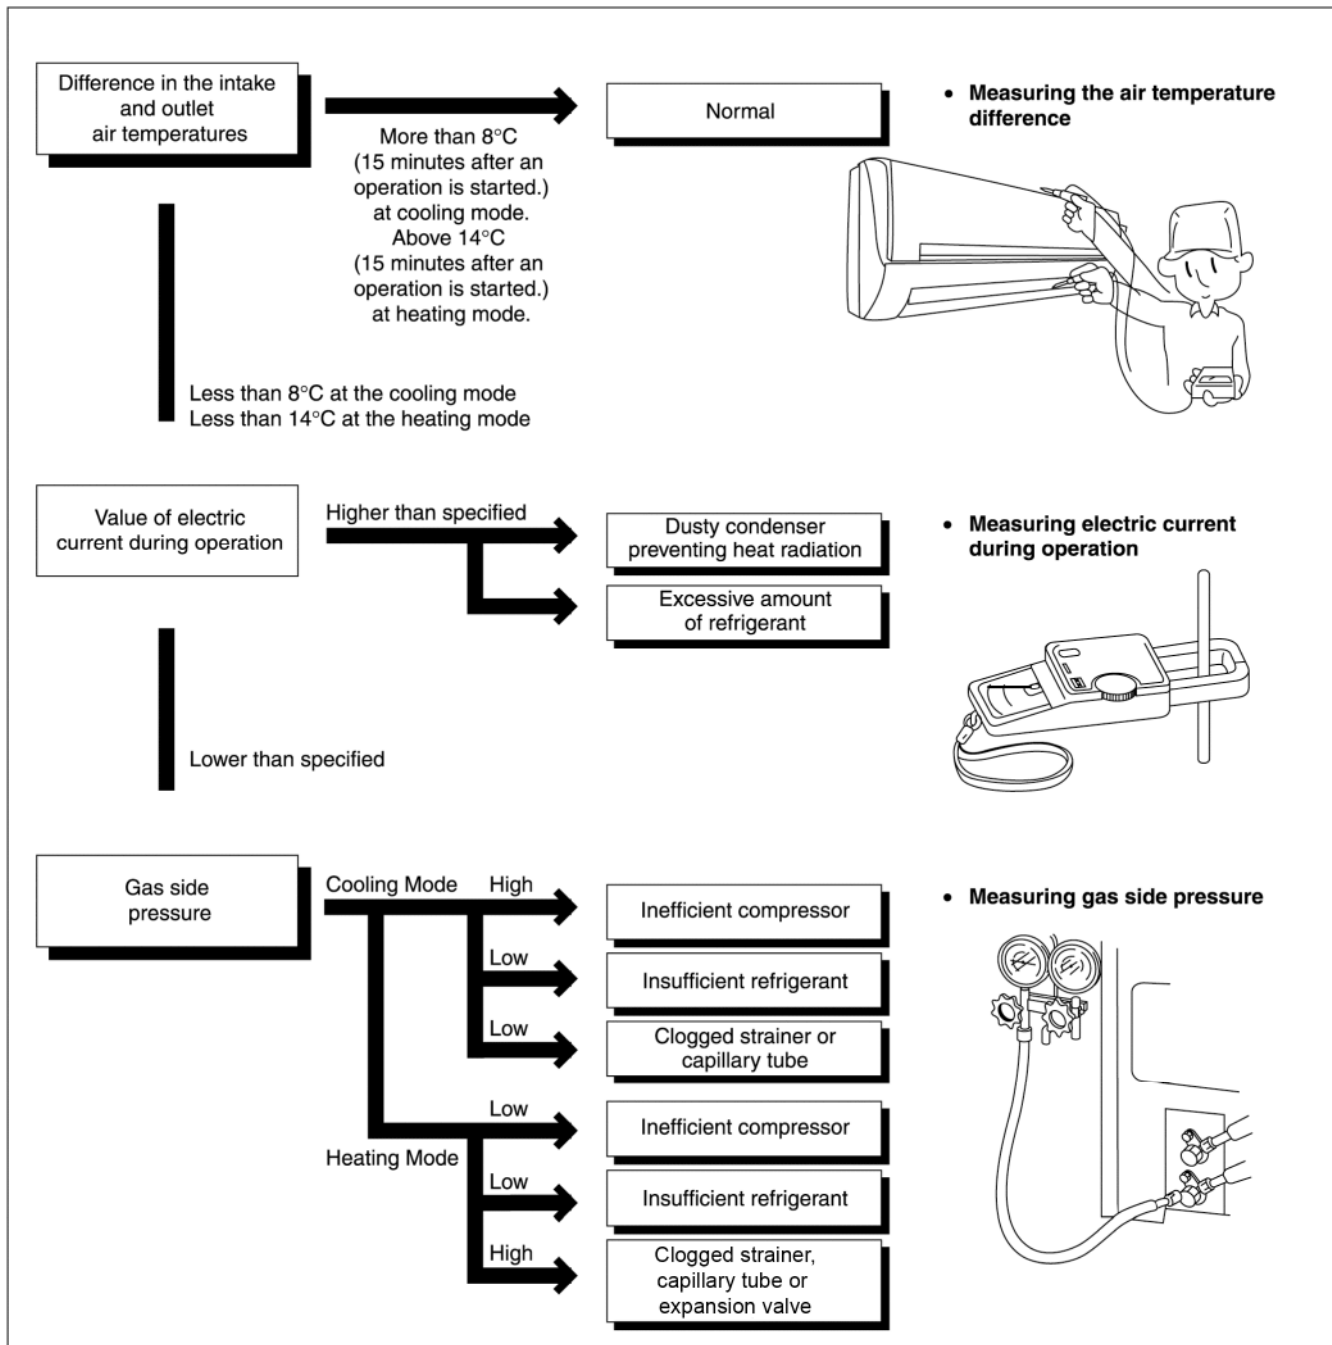 Difference in the intake
and outlet
air temperatures
More than 8°C
(15 minutes after an
operation is started.)
at cooling mode.
Above 14°C
(15 minutes after an
operation is started.)
at heating mode.
Normal
• Measuring the air temperature
difference
Less than 8°C at the cooling mode
Less than 14°C at the heating mode
Value of electric
current during operation
Higher than specified
Dusty condenser
preventing heat radiation
Excessive amount
of refrigerant
• Measuring electric current
during operation
Lower than specified
Gas side
pressure
Cooling Mode
High
Inefficient compressor
Low
Insufficient refrigerant
Low
Clogged strainer or
capillary tube
Heating Mode
Low
Inefficient compressor
Low
Insufficient refrigerant
High
Clogged strainer,
capillary tube or
expansion valve
• Measuring gas side pressure